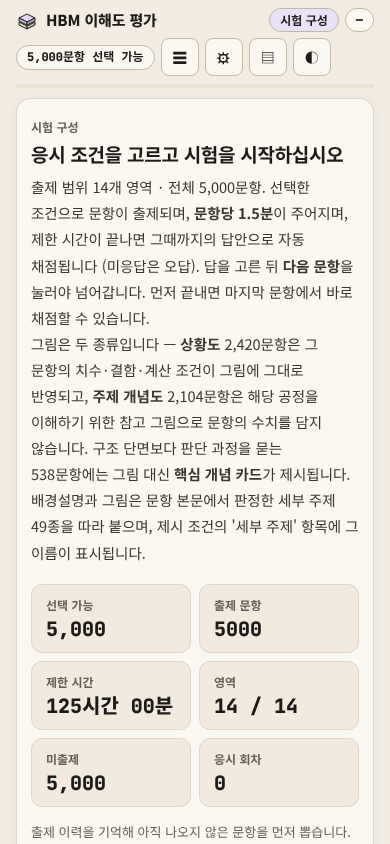 HBM 이해도 평가
시험 구성
–
5,000문항 선택 가능
시험 구성
응시 조건을 고르고 시험을 시작하십시오
출제 범위 14개 영역 · 전체 5,000문항. 선택한
조건으로 문항이 출제되며, 문항당 1.5분이 주어지며,
제한 시간이 끝나면 그때까지의 답안으로 자동
채점됩니다 (미응답은 오답). 답을 고른 뒤 다음 문항을
눌러야 넘어갑니다. 먼저 끝내면 마지막 문항에서 바로
채점할 수 있습니다.
그림은 두 종류입니다 — 상황도 2,420문항은 그
문항의 치수·결함·계산 조건이 그림에 그대로
반영되고, 주제 개념도 2,104문항은 해당 공정을
이해하기 위한 참고 그림으로 문항의 수치를 담지
않습니다. 구조 단면보다 판단 과정을 묻는
538문항에는 그림 대신 핵심 개념 카드가 제시됩니다.
배경설명과 그림은 문항 본문에서 판정한 세부 주제
49종을 따라 붙으며, 제시 조건의 '세부 주제' 항목에 그
이름이 표시됩니다.
선택 가능
5,000
출제 문항
5000
제한 시간
125시간 00분
영역
14 / 14
미출제
5,000
응시 회차
0
출제 이력을 기억해 아직 나오지 않은 문항을 먼저 뽑습니다.